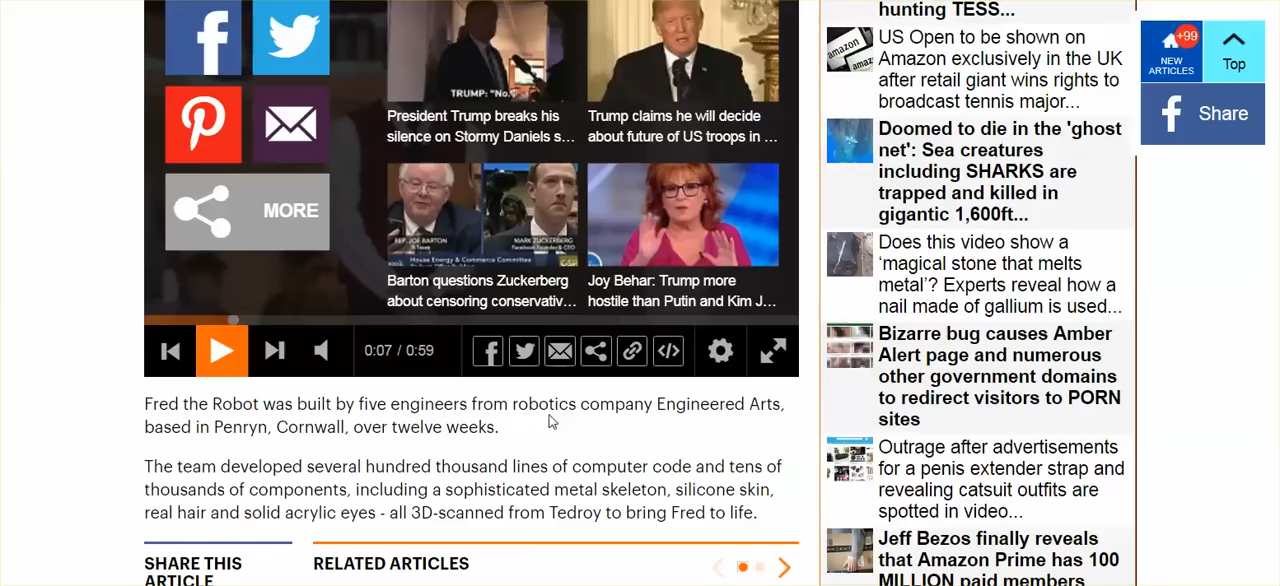 TRUMP: "No.
President Trump breaks his
silence on Stormy Daniels s...
Trump claims he will decide
about future of US troops in ...
MORE
REP. JOE BARTON
MARK ZUCKERBERG
House Energy & Commerce Committee
Barton questions Zuckerberg
about censoring conservativ...
Joy Behar: Trump more
hostile than Putin and Kim J...
0:07 / 0:59
Fred the Robot was built by five engineers from robotics company Engineered Arts,
based in Penryn, Cornwall, over twelve weeks.
The team developed several hundred thousand lines of computer code and tens of
thousands of components, including a sophisticated metal skeleton, silicone skin,
real hair and solid acrylic eyes - all 3D-scanned from Tedroy to bring Fred to life.
SHARE THIS
ARTICLE
RELATED ARTICLES
hunting TESS...
amazon
US Open to be shown on
Amazon exclusively in the UK
after retail giant wins rights to
broadcast tennis major...
Doomed to die in the 'ghost
net': Sea creatures
including SHARKS are
trapped and killed in
gigantic 1,600ft...
Does this video show a
'magical stone that melts
metal'? Experts reveal how a
nail made of gallium is used...
Bizarre bug causes Amber
Alert page and numerous
other government domains
to redirect visitors to PORN
sites
Outrage after advertisements
for a penis extender strap and
revealing catsuit outfits are
spotted in video...
Jeff Bezos finally reveals
that Amazon Prime has 100
MILLION paid members
+99
NEW
ARTICLES
Top
Share